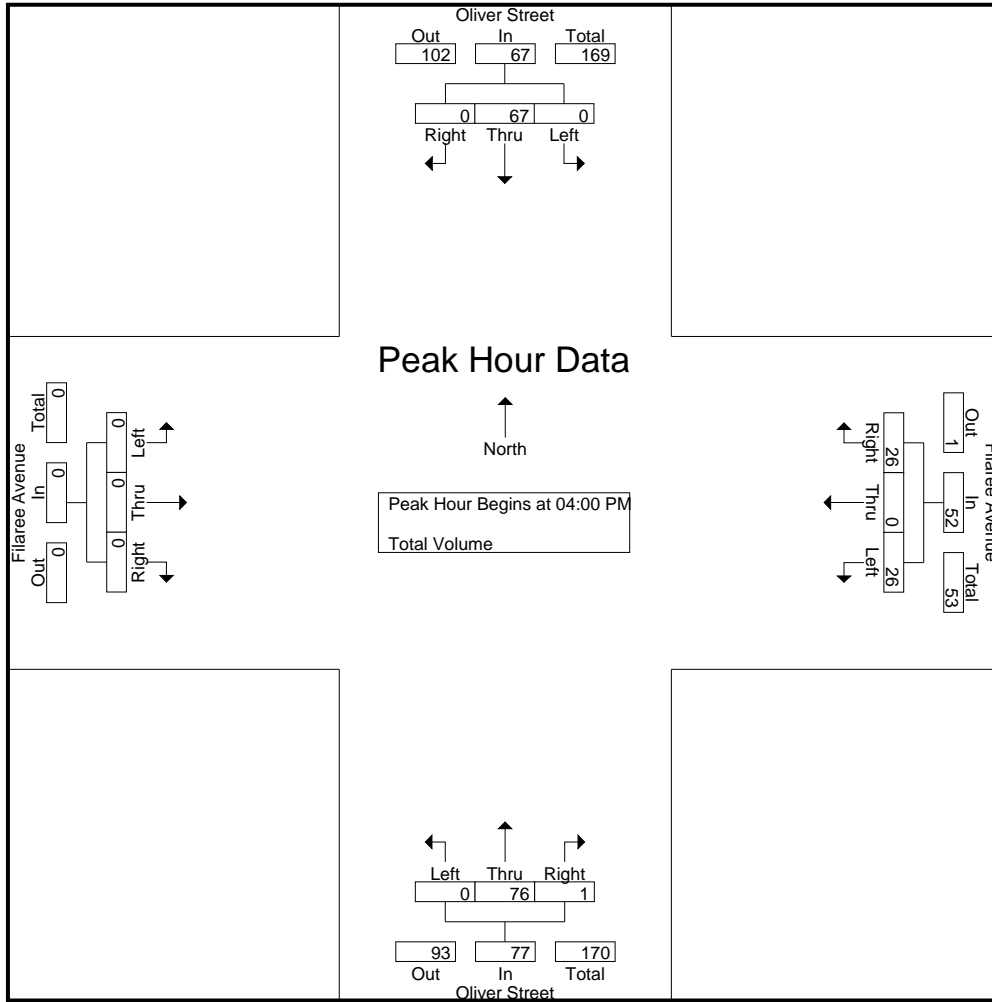 Oliver Street
Out In Total
102 67 169
0 67 0
Right Thru Left
Peak Hour Data
North
Peak Hour Begins at 04:00 PM
Total Volume
Filaree Avenue
Total In Out
0 0 0
0 0 0
Left Thru Right
Filaree Avenue
Out In Total
1 52 53
26 0 26
Right Thru Left
Left Thru Right
0 76 1
93 77 170
Out In Total
Oliver Street